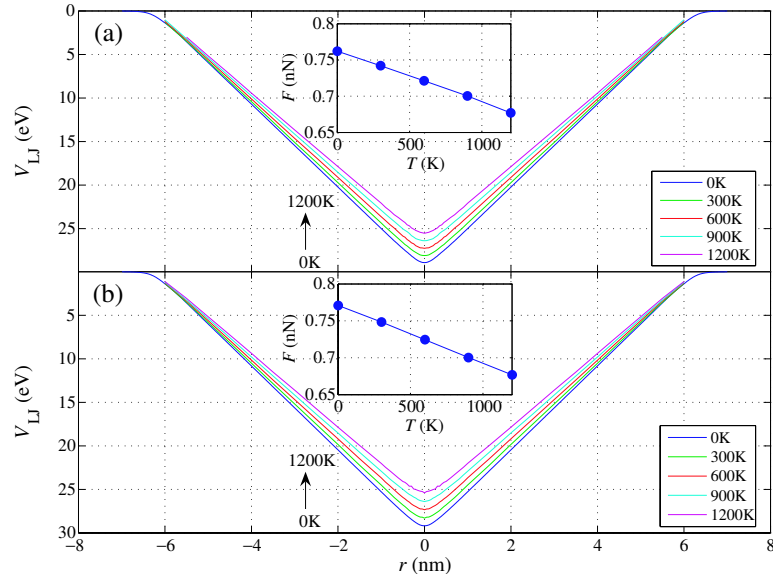 (a)
V_LJ (eV)
0
5
10
15
20
25
F (nN)
0.8
0.75
0.7
0.65
0 500 1000
T (K)
1200K
0K
0K
300K
600K
900K
1200K
(b)
V_LJ (eV)
5
10
15
20
25
30
F (nN)
0.8
0.75
0.7
0.65
0 500 1000
T (K)
1200K
0K
0K
300K
600K
900K
1200K
−8 −6 −4 −2 0 2 4 6 8
r (nm)